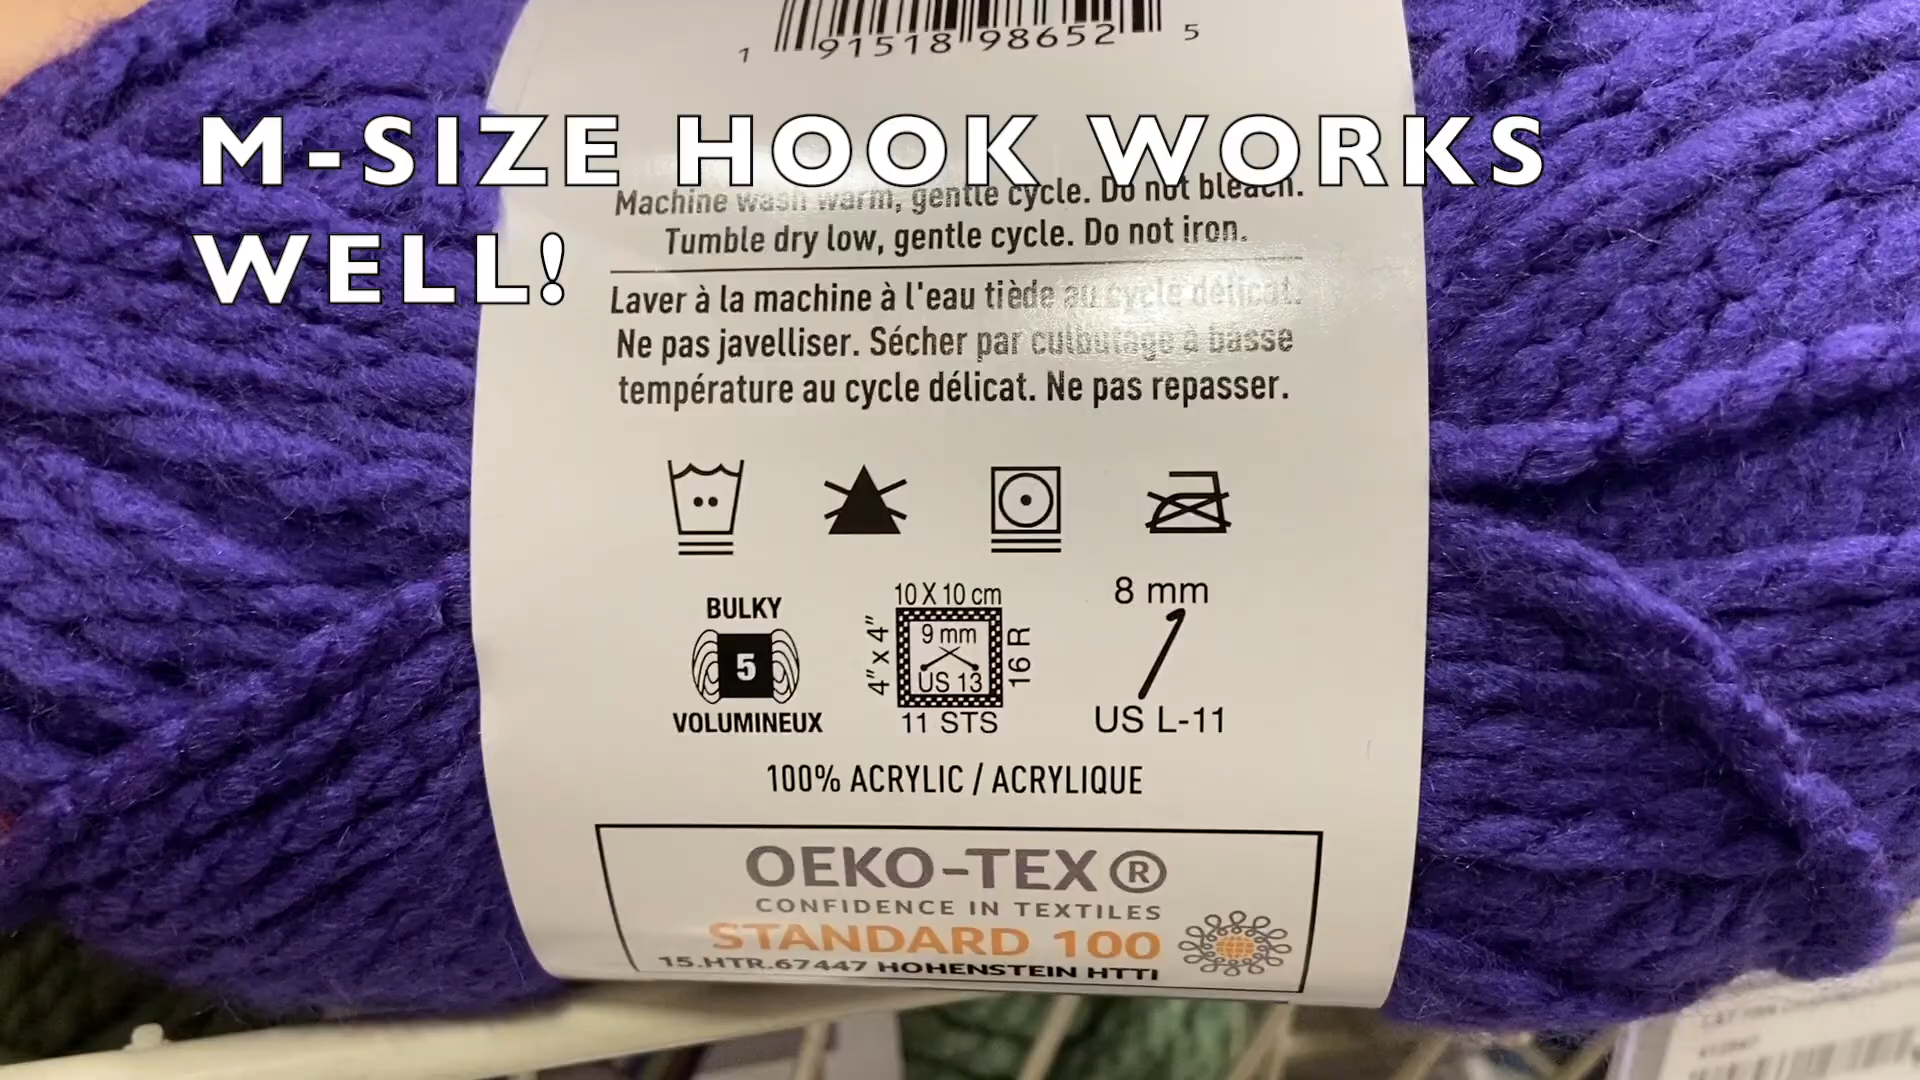 1 91518 98652 5
M-SIZE HOOK WORKS
WELL!
Machine wash warm, gentle cycle. Do not bleach.
Tumble dry low, gentle cycle. Do not iron.
Laver à la machine à l'eau tiède au cycle délicat.
Ne pas javelliser. Sécher par culbutage à basse
température au cycle délicat. Ne pas repasser.
BULKY
5
VOLUMINEUX
10 X 10 cm
4" x 4"
9 mm
US 13
16 R
11 STS
8 mm
US L-11
100% ACRYLIC / ACRYLIQUE
OEKO-TEX®
CONFIDENCE IN TEXTILES
STANDARD 100
15.HTR.67447 HOHENSTEIN HTTI